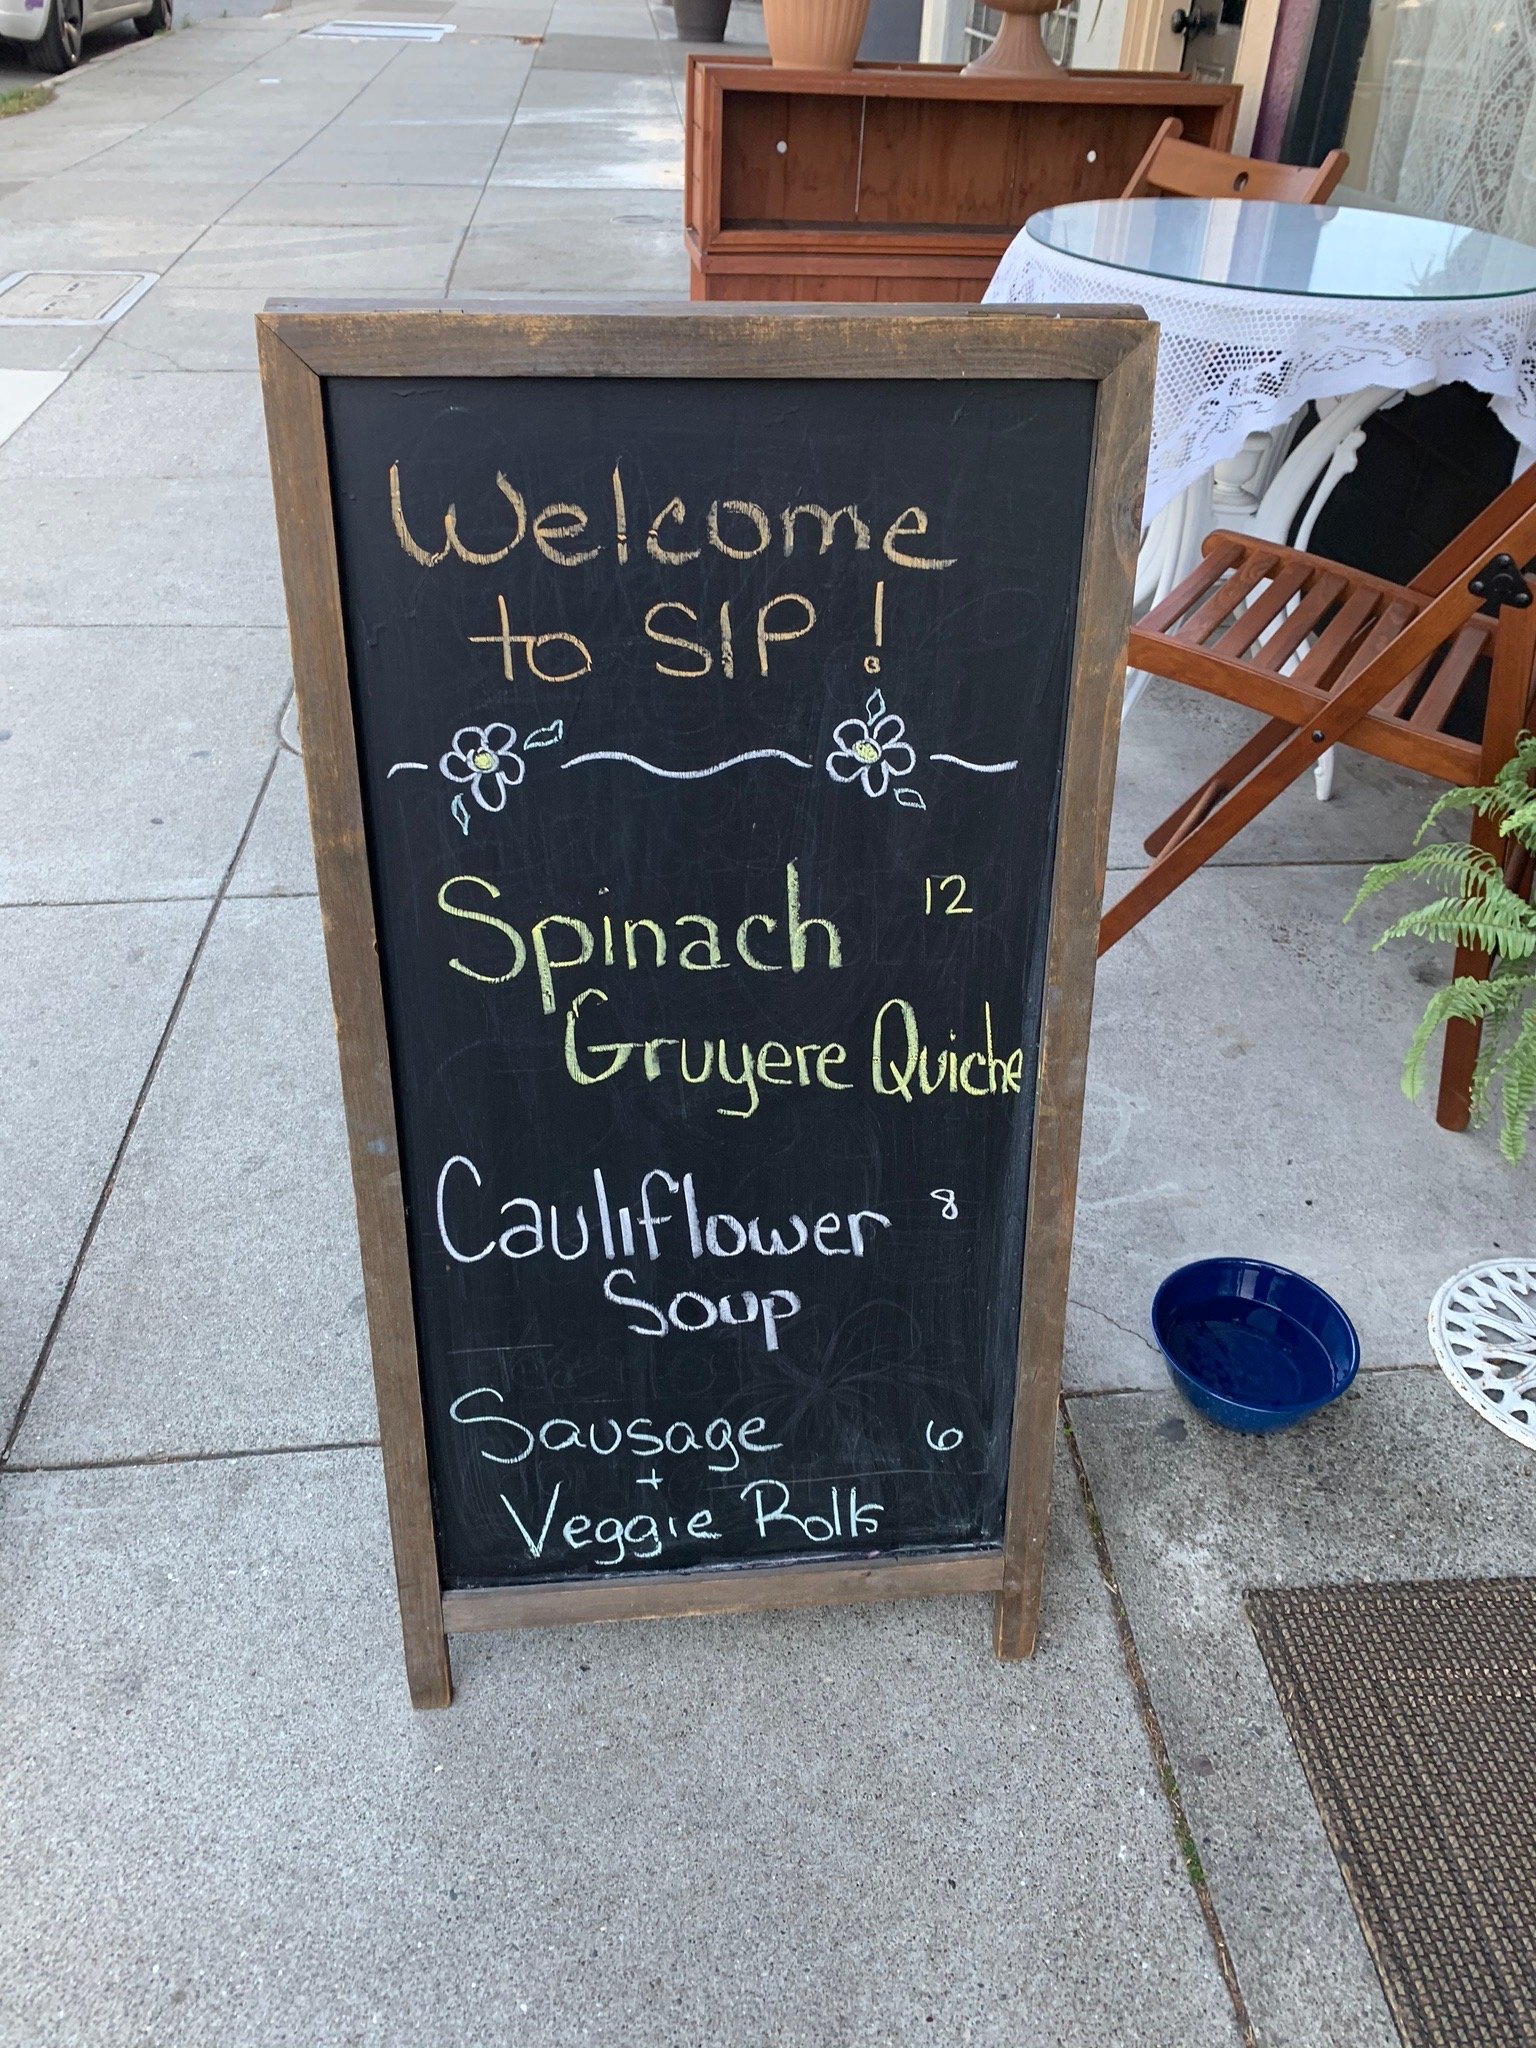 Welcome
to SIP!
Spinach 12
Gruyere Quiche
Cauliflower 8
Soup
Sausage 6
+
Veggie Rolls